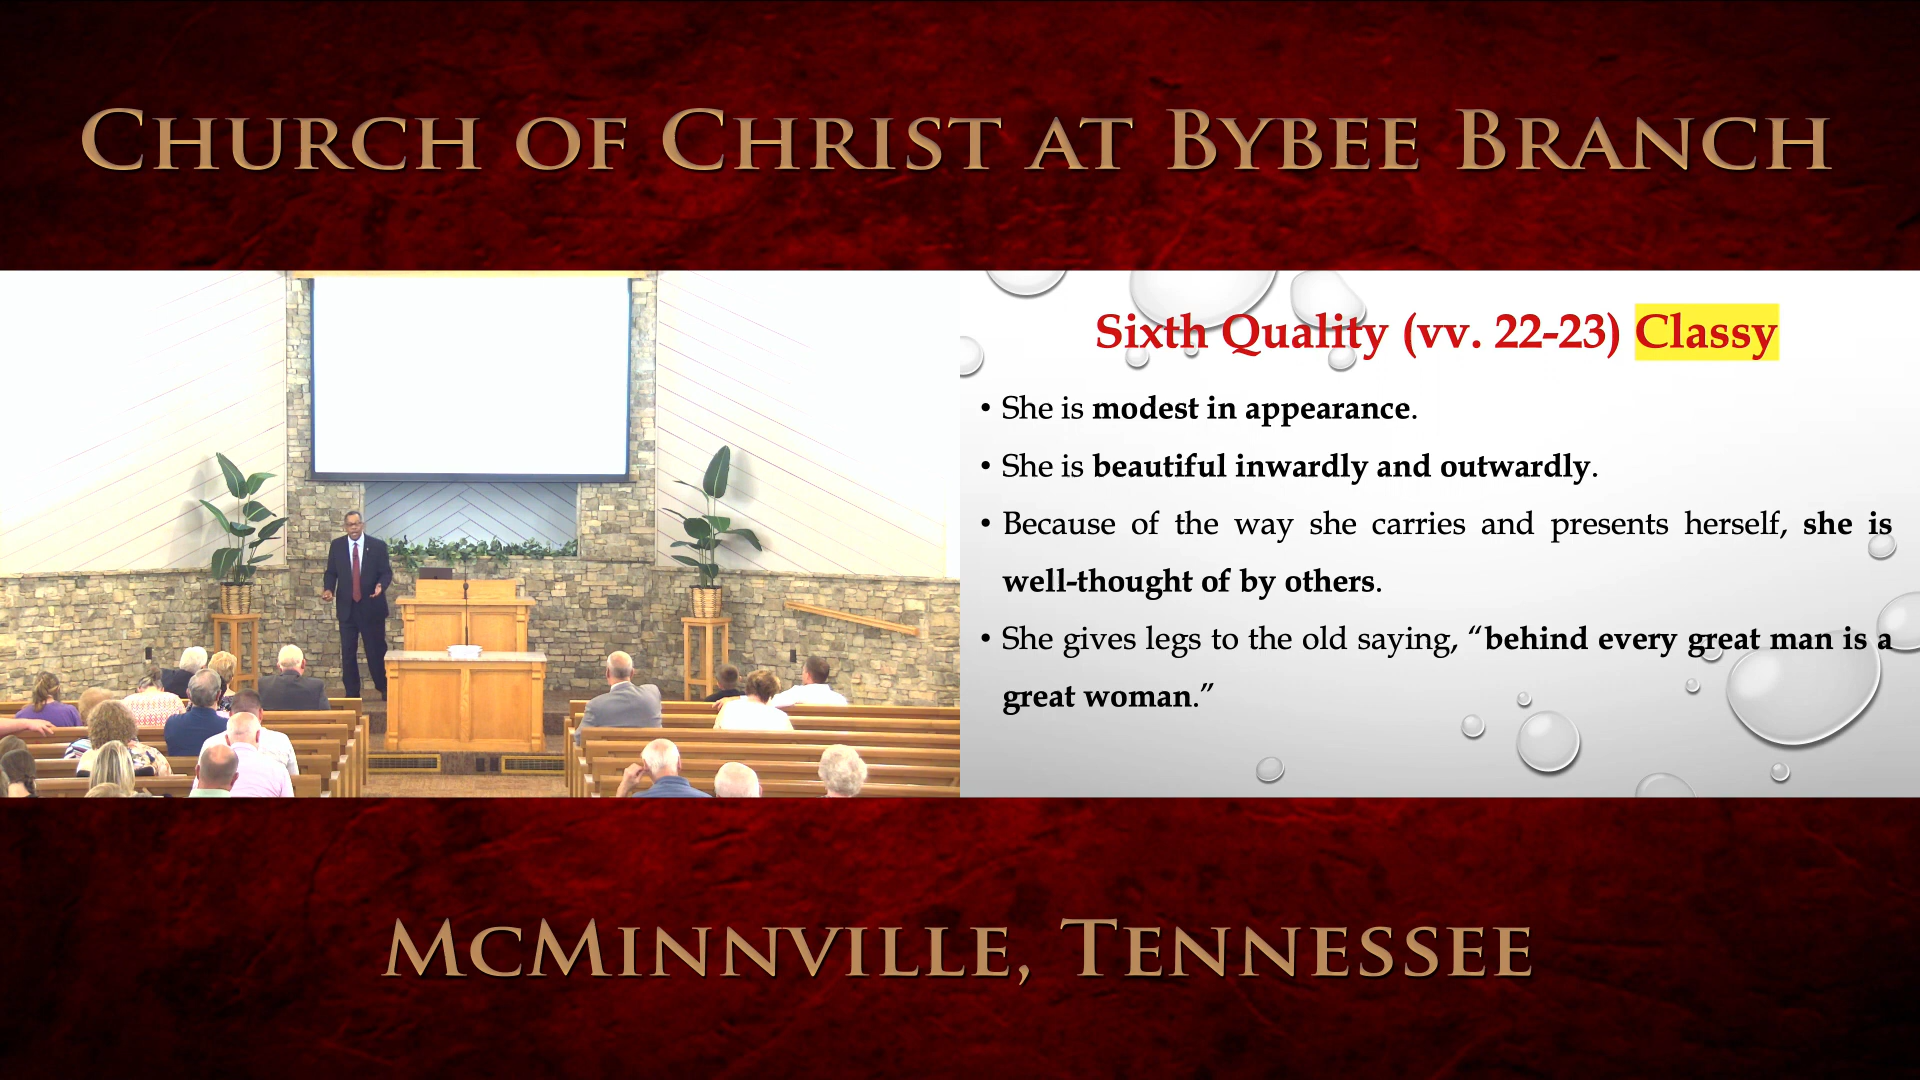 CHURCH OF CHRIST AT BYBEE BRANCH
Sixth Quality (vv. 22-23) Classy
• She is modest in appearance.
• She is beautiful inwardly and outwardly.
• Because of the way she carries and presents herself, she is
well-thought of by others.
• She gives legs to the old saying, “behind every great man is a
great woman.”
MCMINNVILLE, TENNESSEE